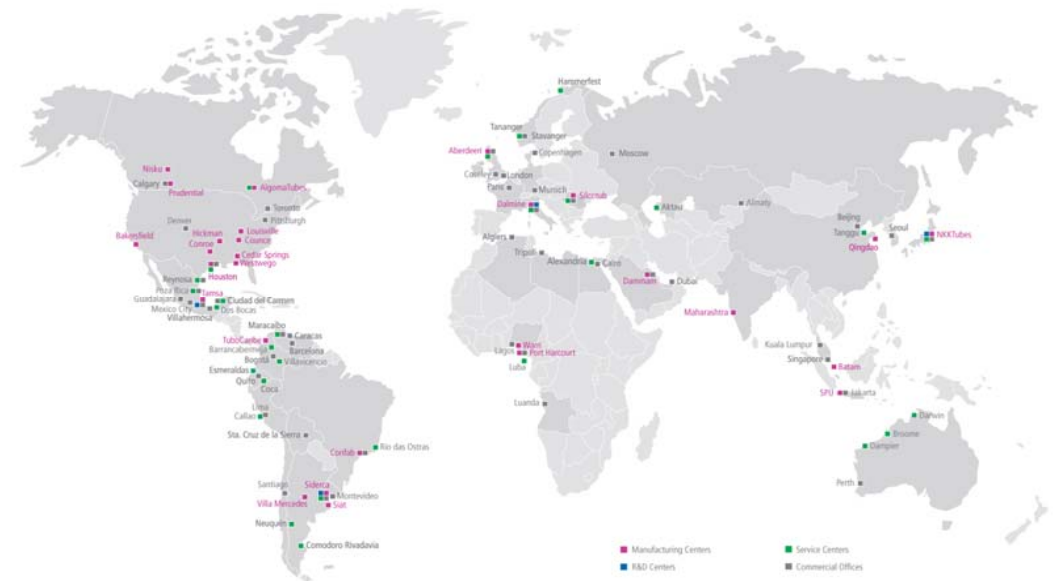 Hammerfest
Tananger
Stavanger
Aberdeen
Copenhagen
Moscow
Nisku
Calgary
Prudential
AlgomaTubes
London
Paris
Munich
Silcotub
Dalmine
Aktau
Almaty
Toronto
Pittsburgh
Denver
Bakersfield
Hickman
Conroe
Louisville
Counce
Cedar Springs
Westwego
Houston
Beijing
Seoul
Tanggu
Qingdao
NKKTubes
Algiers
Tripoli
Alexandria
Cairo
Dammam
Dubai
Reynosa
Poza Rica
Tamsa
Guadalajara
Mexico City
Ciudad del Carmen
Dos Bocas
Villahermosa
Maharashtra
Maracaibo
Caracas
TuboCaribe
Barrancabermeja
Barcelona
Bogotá
Villavicencio
Esmeraldas
Quito
Coca
Lagos
Warri
Port Harcourt
Luba
Kuala Lumpur
Singapore
Batam
SPIJ
Jakarta
Luanda
Lima
Callao
Sta. Cruz de la Sierra
Confab
Rio das Ostras
Darwin
Broome
Dampier
Perth
Santiago
Siderca
Villa Mercedes
Montevideo
Siat
Neuquén
Comodoro Rivadavia
Manufacturing Centers
Service Centers
R&D Centers
Commercial Offices